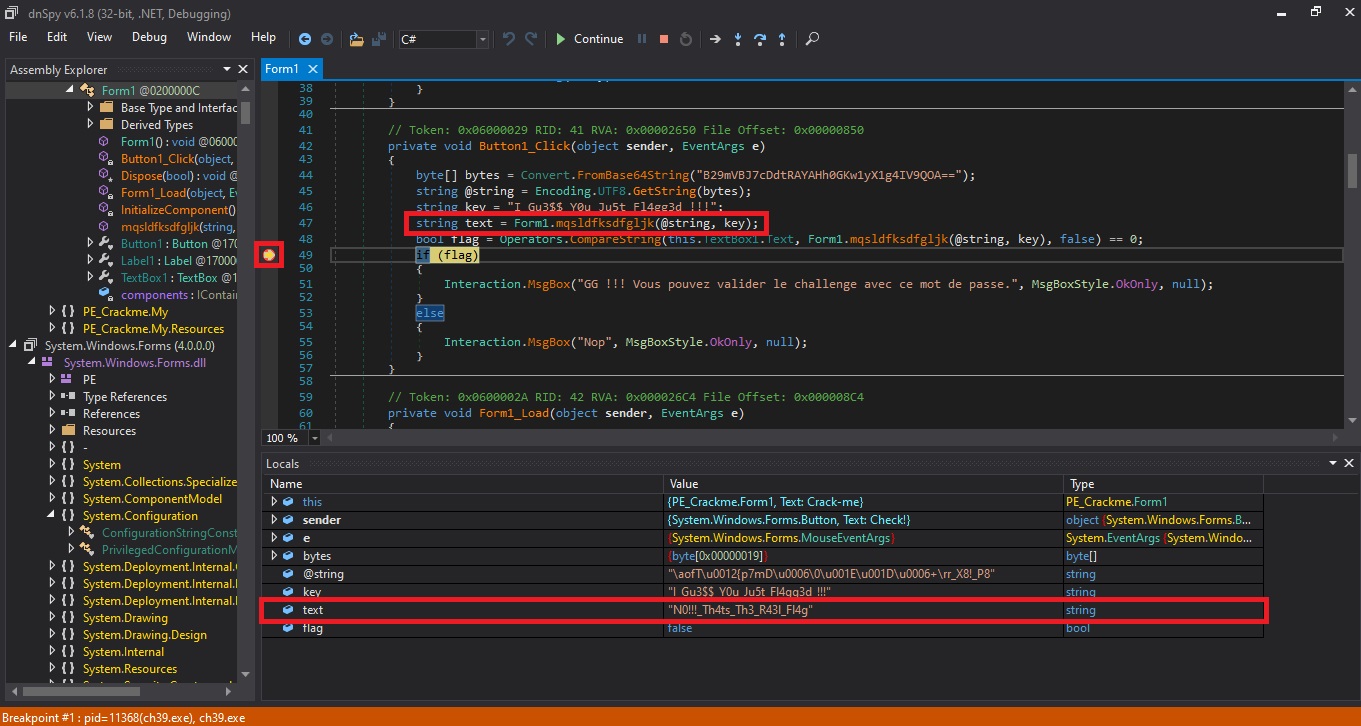 dnSpy v6.1.8 (32-bit, .NET, Debugging)
File Edit View Debug Window Help C# Continue
Assembly Explorer
Form1 @0200000C
Base Type and Interfac
Derived Types
Form1() : void @0600
Button1_Click(object,
Dispose(bool) : void @
Form1_Load(object, Ev
InitializeComponent()
mqsldfksdfgljk(string,
Button1 : Button @170
Label1 : Label @17000
TextBox1 : TextBox @1
components : IContain
PE_Crackme.My
PE_Crackme.My.Resources
System.Windows.Forms (4.0.0.0)
System.Windows.Forms.dll
PE
Type References
References
Resources
-
System
System.Collections.Specialize
System.ComponentModel
System.Configuration
ConfigurationStringConst
PrivilegedConfigurationM
System.Deployment.Internal.
System.Deployment.Internal.
System.Drawing
System.Drawing.Design
System.Internal
System.Resources
Form1
38 }
39 }
40
41 // Token: 0x06000029 RID: 41 RVA: 0x00002650 File Offset: 0x00000850
42 private void Button1_Click(object sender, EventArgs e)
43 {
44 byte[] bytes = Convert.FromBase64String("B29mVBJ7cDdtRAYAHh0GKw1yX1g4IV9QOA==");
45 string @string = Encoding.UTF8.GetString(bytes);
46 string key = "I_Gu3$$_Y0u_Ju5t_Fl4gg3d_!!!";
47 string text = Form1.mqsldfksdfgljk(@string, key);
48 bool flag = Operators.CompareString(this.TextBox1.Text, Form1.mqsldfksdfgljk(@string, key), false) == 0;
49 if (flag)
50 {
51 Interaction.MsgBox("GG !!! Vous pouvez valider le challenge avec ce mot de passe.", MsgBoxStyle.OkOnly, null);
52 }
53 else
54 {
55 Interaction.MsgBox("Nop", MsgBoxStyle.OkOnly, null);
56 }
57 }
58
59 // Token: 0x0600002A RID: 42 RVA: 0x000026C4 File Offset: 0x000008C4
60 private void Form1_Load(object sender, EventArgs e)
61 {
100 %
Locals
Name Value Type
this {PE_Crackme.Form1, Text: Crack-me} PE_Crackme.Form1
sender {System.Windows.Forms.Button, Text: Check!} object {System.Windows.Forms.B...
e {System.Windows.Forms.MouseEventArgs} System.EventArgs {System.Windo...
bytes {byte[0x00000019]} byte[]
@string "\aofT\u0012{p7mD\u0006\0\u001E\u001D\u0006+\rr_X8!_P8" string
key "I_Gu3$$_Y0u_Ju5t_Fl4gg3d_!!!" string
text "N0!!!_Th4ts_Th3_R43l_Fl4g" string
flag false bool
Breakpoint #1 : pid=11368(ch39.exe), ch39.exe